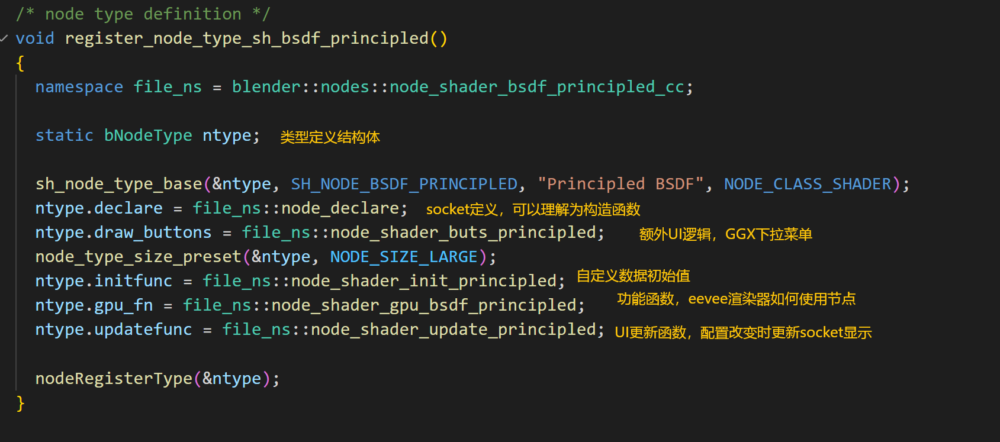 /* node type definition */
void register_node_type_sh_bsdf_principled()
{
namespace file_ns = blender::nodes::node_shader_bsdf_principled_cc;
static bNodeType ntype; 类型定义结构体
sh_node_type_base(&ntype, SH_NODE_BSDF_PRINCIPLED, "Principled BSDF", NODE_CLASS_SHADER);
ntype.declare = file_ns::node_declare; socket定义，可以理解为构造函数
ntype.draw_buttons = file_ns::node_shader_buts_principled; 额外UI逻辑，GGX下拉菜单
node_type_size_preset(&ntype, NODE_SIZE_LARGE);
ntype.initfunc = file_ns::node_shader_init_principled; 自定义数据初始值
ntype.gpu_fn = file_ns::node_shader_gpu_bsdf_principled; 功能函数，eevee渲染器如何使用节点
ntype.updatefunc = file_ns::node_shader_update_principled; UI更新函数，配置改变时更新socket显示
nodeRegisterType(&ntype);
}